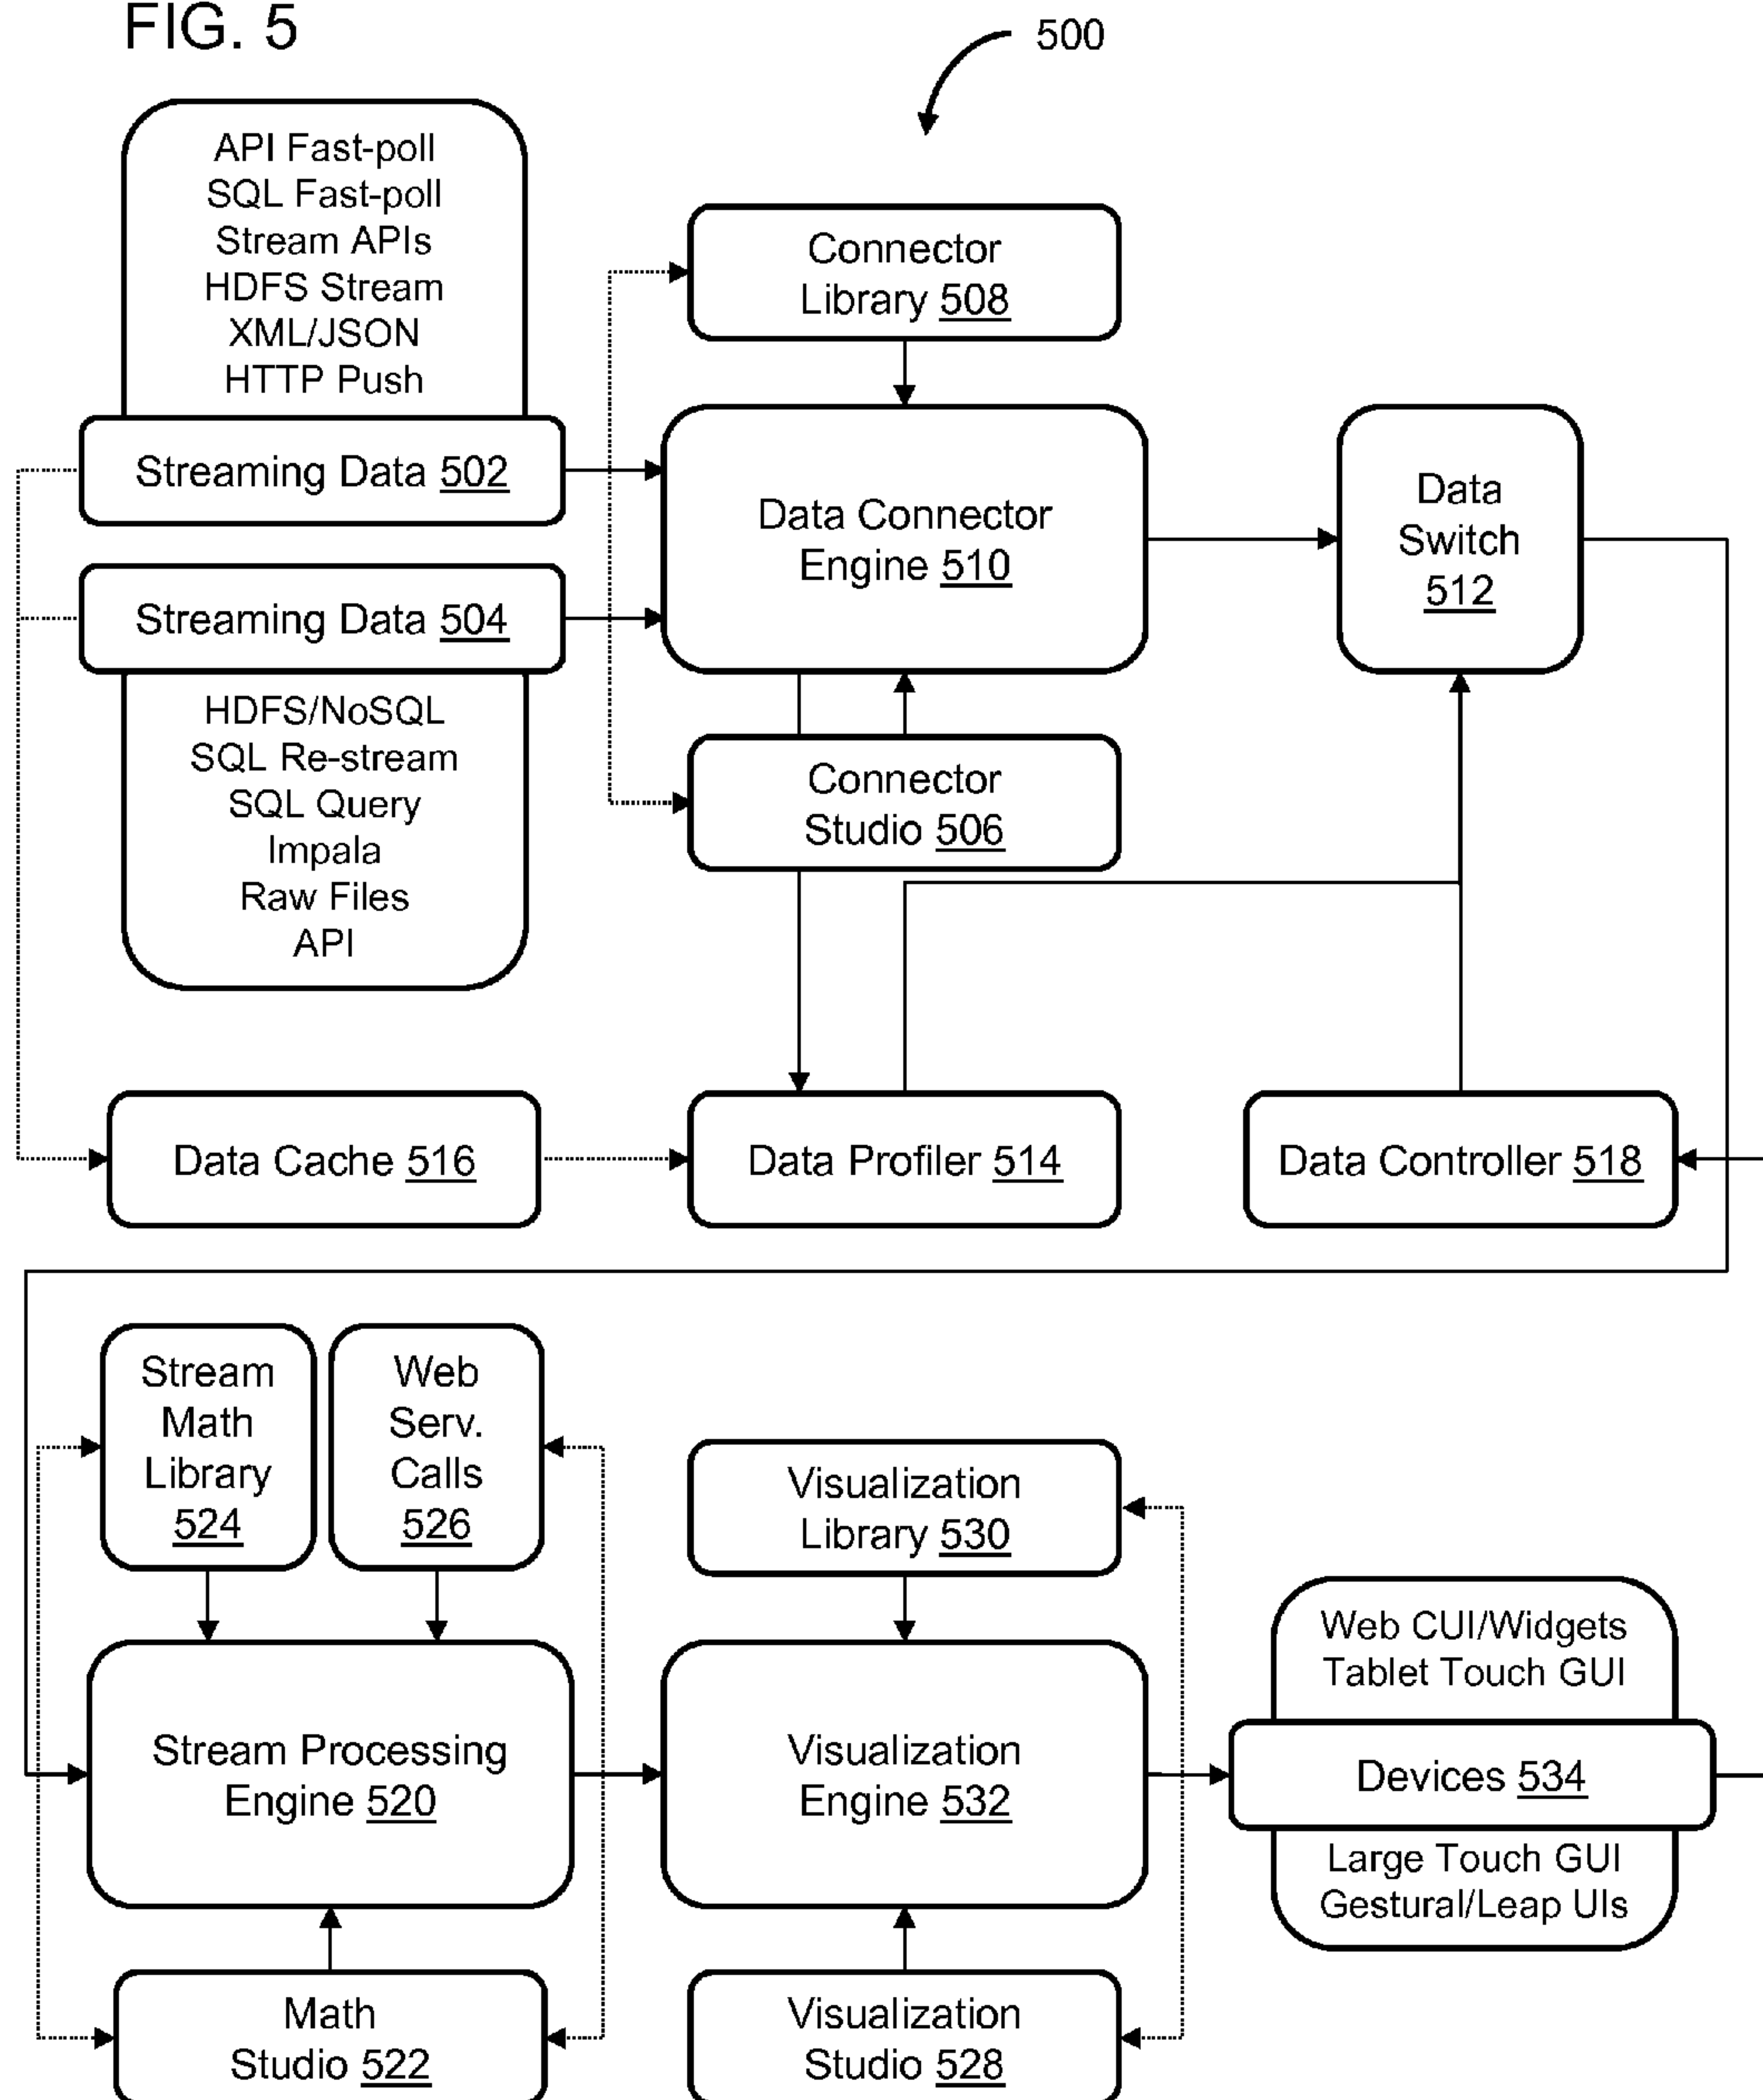 FIG. 5
500
API Fast-poll
SQL Fast-poll
Stream APIs
HDFS Stream
XML/JSON
HTTP Push
Streaming Data 502
Streaming Data 504
HDFS/NoSQL
SQL Re-stream
SQL Query
Impala
Raw Files
API
Connector
Library 508
Data Connector
Engine 510
Connector
Studio 506
Data
Switch
512
Data Cache 516
Data Profiler 514
Data Controller 518
Stream
Math
Library
524
Web
Serv.
Calls
526
Stream Processing
Engine 520
Math
Studio 522
Visualization
Library 530
Visualization
Engine 532
Visualization
Studio 528
Web CUI/Widgets
Tablet Touch GUI
Devices 534
Large Touch GUI
Gestural/Leap UIs